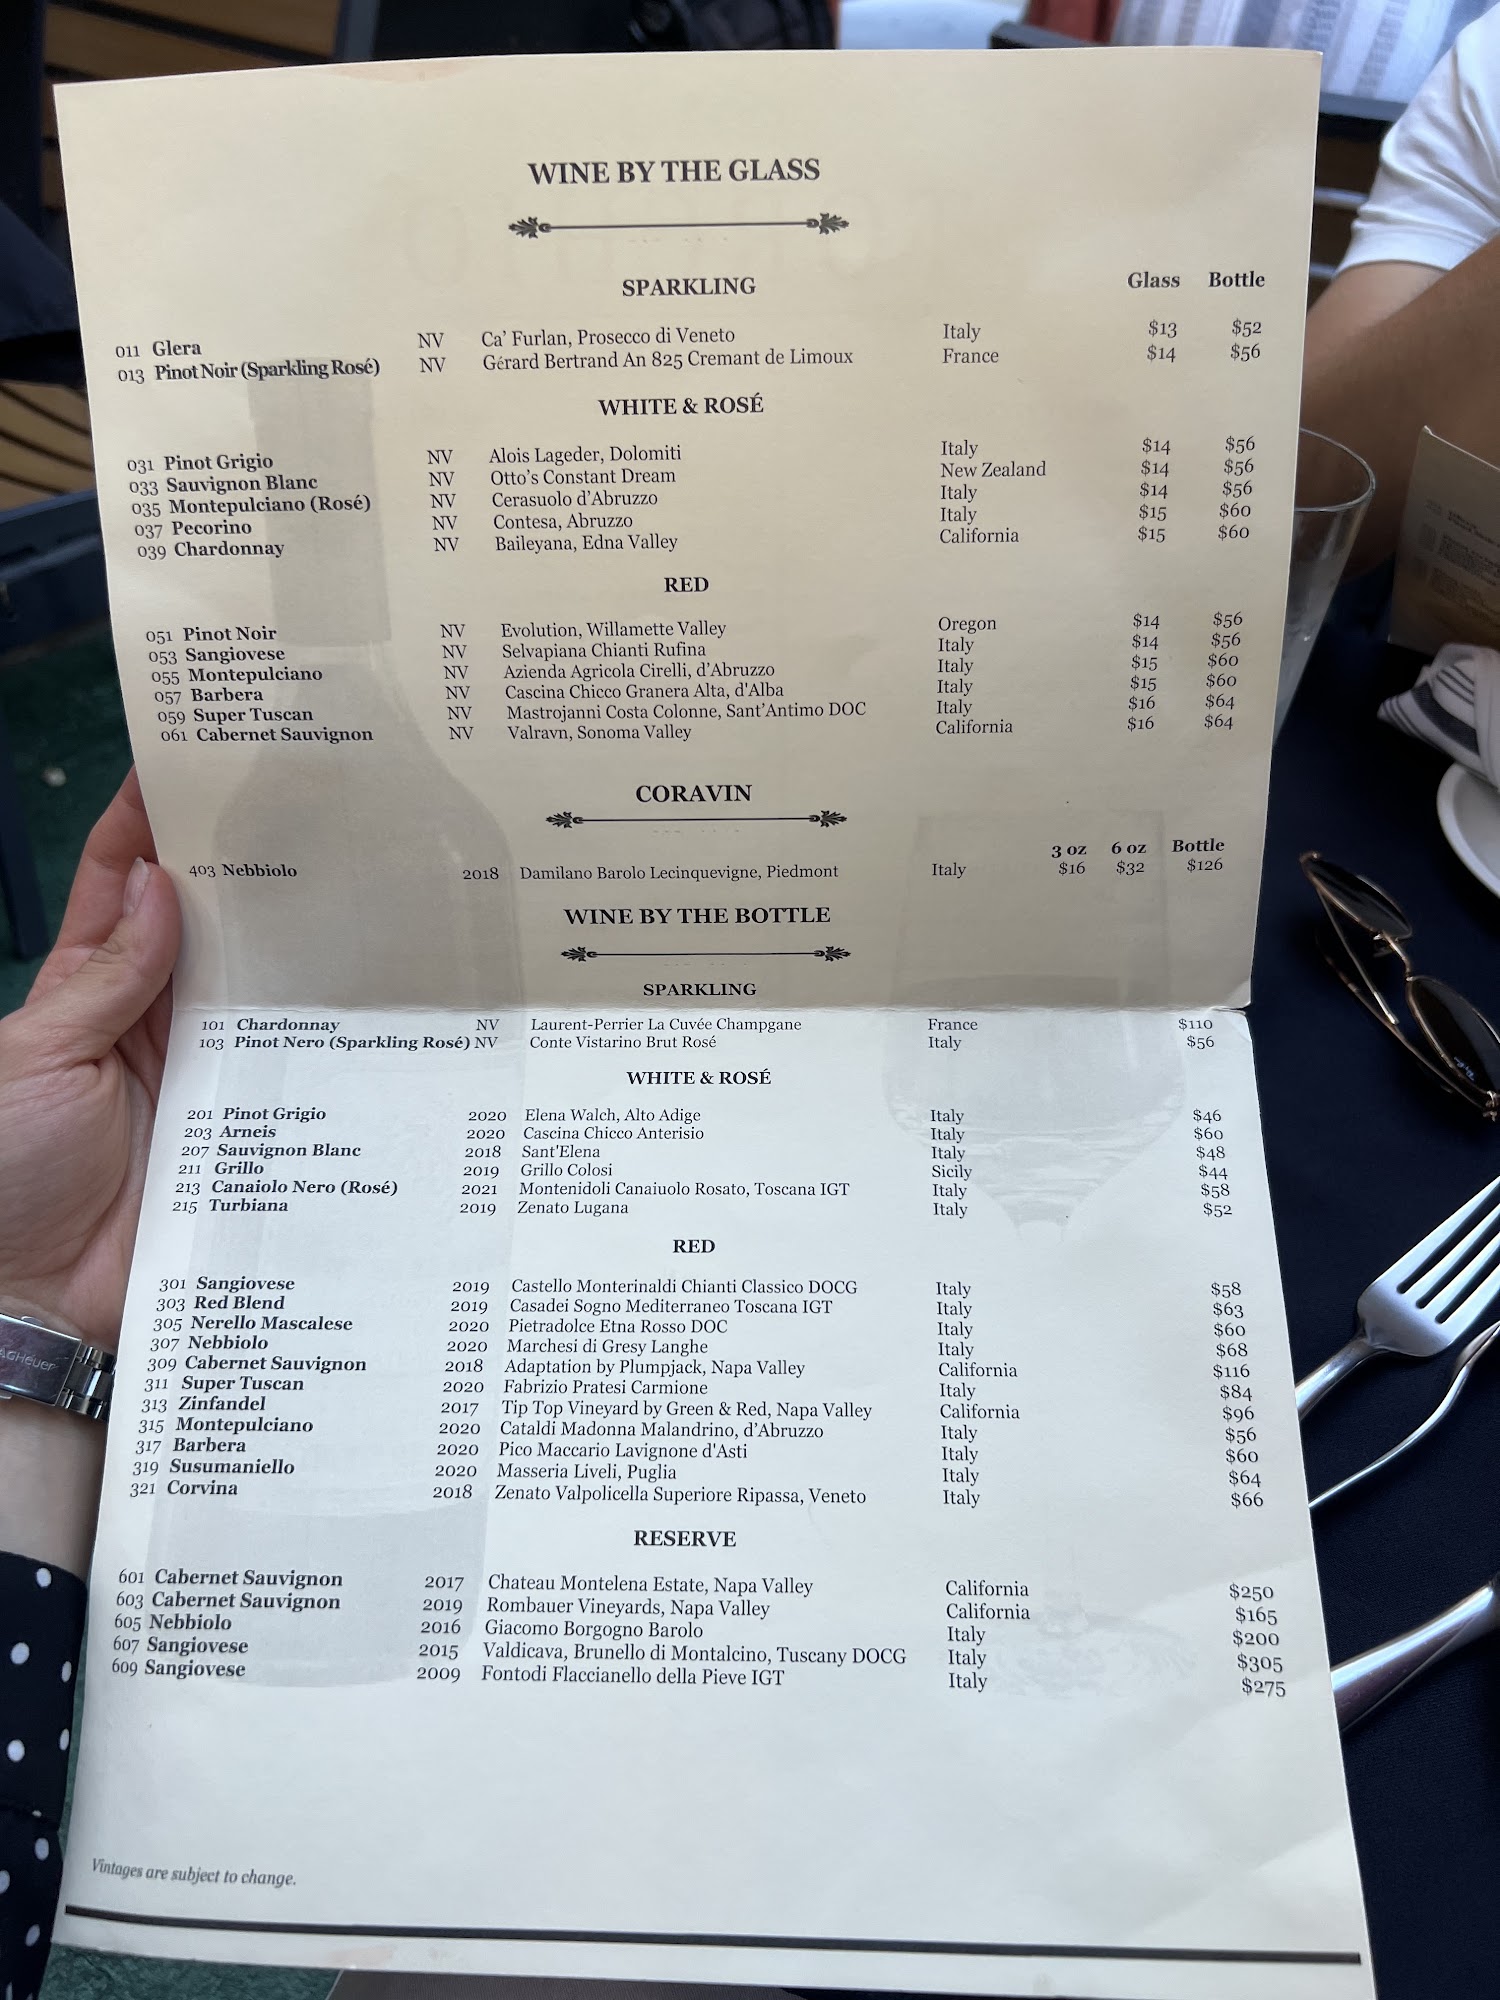 WINE BY THE GLASS
SPARKLING Glass Bottle
011 Glera NV Ca' Furlan, Prosecco di Veneto Italy $13 $52
013 Pinot Noir (Sparkling Rosé) NV Gérard Bertrand An 825 Cremant de Limoux France $14 $56
WHITE & ROSÉ
031 Pinot Grigio NV Alois Lageder, Dolomiti Italy $14 $56
033 Sauvignon Blanc NV Otto's Constant Dream New Zealand $14 $56
035 Montepulciano (Rosé) NV Cerasuolo d'Abruzzo Italy $14 $56
037 Pecorino NV Contesa, Abruzzo Italy $15 $60
039 Chardonnay NV Baileyana, Edna Valley California $15 $60
RED
051 Pinot Noir NV Evolution, Willamette Valley Oregon $14 $56
053 Sangiovese NV Selvapiana Chianti Rufina Italy $14 $56
055 Montepulciano NV Azienda Agricola Cirelli, d'Abruzzo Italy $15 $60
057 Barbera NV Cascina Chicco Granera Alta, d'Alba Italy $15 $60
059 Super Tuscan NV Mastrojanni Costa Colonne, Sant'Antimo DOC Italy $16 $64
061 Cabernet Sauvignon NV Valravn, Sonoma Valley California $16 $64
CORAVIN
3 oz 6 oz Bottle
403 Nebbiolo 2018 Damilano Barolo Lecinquevigne, Piedmont Italy $16 $32 $126
WINE BY THE BOTTLE
SPARKLING
101 Chardonnay NV Laurent-Perrier La Cuvée Champgane France $110
103 Pinot Nero (Sparkling Rosé) NV Conte Vistarino Brut Rosé Italy $56
WHITE & ROSÉ
201 Pinot Grigio 2020 Elena Walch, Alto Adige Italy $46
203 Arneis 2020 Cascina Chicco Anterisio Italy $60
207 Sauvignon Blanc 2018 Sant'Elena Italy $48
211 Grillo 2019 Grillo Colosi Sicily $44
213 Canaiolo Nero (Rosé) 2021 Montenidoli Canaiuolo Rosato, Toscana IGT Italy $58
215 Turbiana 2019 Zenato Lugana Italy $52
RED
301 Sangiovese 2019 Castello Monterinaldi Chianti Classico DOCG Italy $58
303 Red Blend 2019 Casadei Sogno Mediterraneo Toscana IGT Italy $63
305 Nerello Mascalese 2020 Pietradolce Etna Rosso DOC Italy $60
307 Nebbiolo 2020 Marchesi di Gresy Langhe Italy $68
309 Cabernet Sauvignon 2018 Adaptation by Plumpjack, Napa Valley California $116
311 Super Tuscan 2020 Fabrizio Pratesi Carmione Italy $84
313 Zinfandel 2017 Tip Top Vineyard by Green & Red, Napa Valley California $96
315 Montepulciano 2020 Cataldi Madonna Malandrino, d'Abruzzo Italy $56
317 Barbera 2020 Pico Maccario Lavignone d'Asti Italy $60
319 Susumaniello 2020 Masseria Liveli, Puglia Italy $64
321 Corvina 2018 Zenato Valpolicella Superiore Ripassa, Veneto Italy $66
RESERVE
601 Cabernet Sauvignon 2017 Chateau Montelena Estate, Napa Valley California $250
603 Cabernet Sauvignon 2019 Rombauer Vineyards, Napa Valley California $165
605 Nebbiolo 2016 Giacomo Borgogno Barolo Italy $200
607 Sangiovese 2015 Valdicava, Brunello di Montalcino, Tuscany DOCG Italy $305
609 Sangiovese 2009 Fontodi Flaccianello della Pieve IGT Italy $275
Vintages are subject to change.